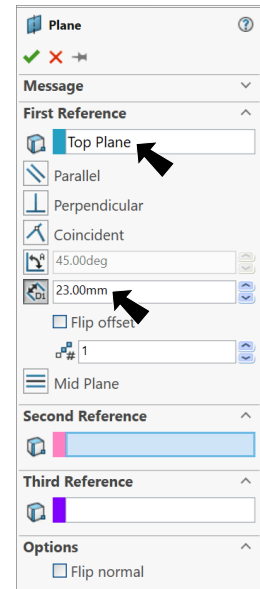 Plane
Message
First Reference
Top Plane
Parallel
Perpendicular
Coincident
45.00deg
23.00mm
Flip offset
1
Mid Plane
Second Reference
Third Reference
Options
Flip normal